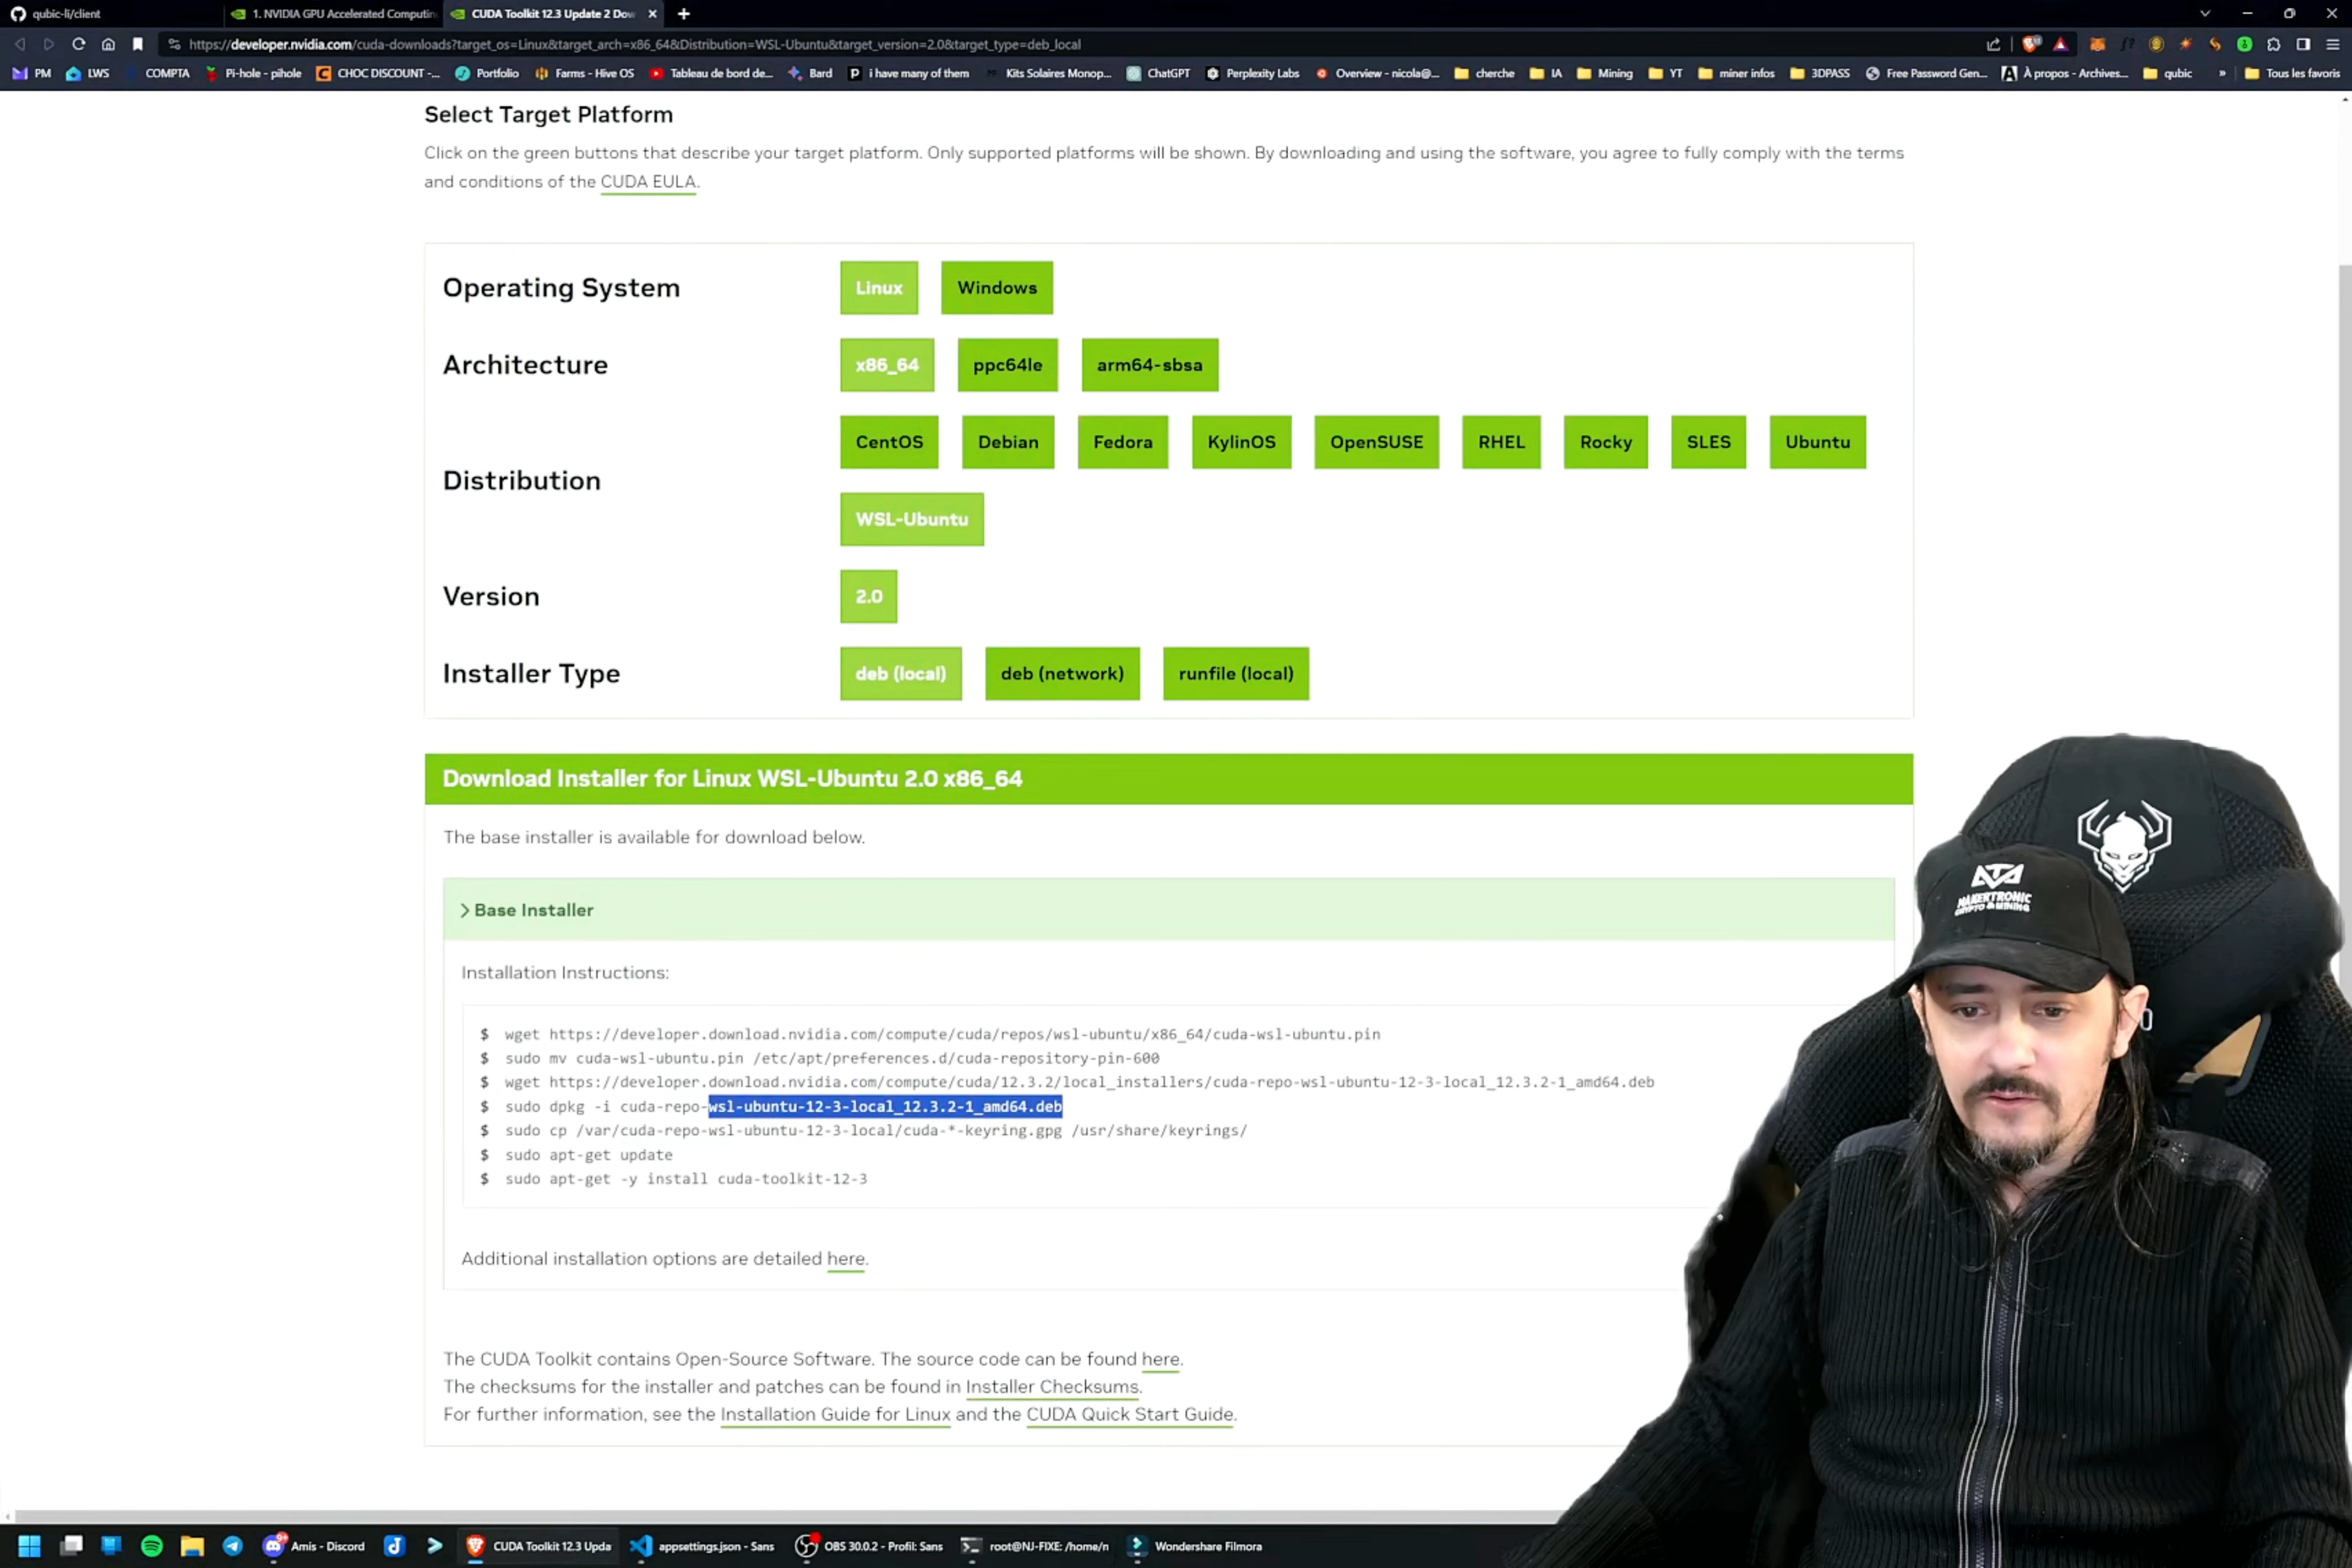 qubic-li/client
1. NVIDIA GPU Accelerated Computin
CUDA Toolkit 12.3 Update 2 Dow
https://developer.nvidia.com/cuda-downloads?target_os=Linux&target_arch=x86_64&Distribution=WSL-Ubuntu&target_version=2.0&target_type=deb_local
PM LWS COMPTA Pi-hole - pihole CHOC DISCOUNT -... Portfolio Farms - Hive OS Tableau de bord de... Bard i have many of them Kits Solaires Monop... ChatGPT Perplexity Labs Overview - nicola@... cherche IA Mining YT miner infos 3DPASS Free Password Gen... À propos - Archives... qubic » Tous les favoris
Select Target Platform
Click on the green buttons that describe your target platform. Only supported platforms will be shown. By downloading and using the software, you agree to fully comply with the terms
and conditions of the CUDA EULA.
Operating System Linux Windows
Architecture x86_64 ppc64le arm64-sbsa
CentOS Debian Fedora KylinOS OpenSUSE RHEL Rocky SLES Ubuntu
Distribution
WSL-Ubuntu
Version 2.0
Installer Type deb (local) deb (network) runfile (local)
Download Installer for Linux WSL-Ubuntu 2.0 x86_64
The base installer is available for download below.
Base Installer
Installation Instructions:
$ wget https://developer.download.nvidia.com/compute/cuda/repos/wsl-ubuntu/x86_64/cuda-wsl-ubuntu.pin
$ sudo mv cuda-wsl-ubuntu.pin /etc/apt/preferences.d/cuda-repository-pin-600
$ wget https://developer.download.nvidia.com/compute/cuda/12.3.2/local_installers/cuda-repo-wsl-ubuntu-12-3-local_12.3.2-1_amd64.deb
$ sudo dpkg -i cuda-repo-wsl-ubuntu-12-3-local_12.3.2-1_amd64.deb
$ sudo cp /var/cuda-repo-wsl-ubuntu-12-3-local/cuda-*-keyring.gpg /usr/share/keyrings/
$ sudo apt-get update
$ sudo apt-get -y install cuda-toolkit-12-3
Additional installation options are detailed here.
The CUDA Toolkit contains Open-Source Software. The source code can be found here.
The checksums for the installer and patches can be found in Installer Checksums.
For further information, see the Installation Guide for Linux and the CUDA Quick Start Guide.
CRYPTO & MINING
Amis - Discord CUDA Toolkit 12.3 Upda appsettings.json - Sans OBS 30.0.2 - Profil: Sans root@NJ-FIXE: /home/n Wondershare Filmora